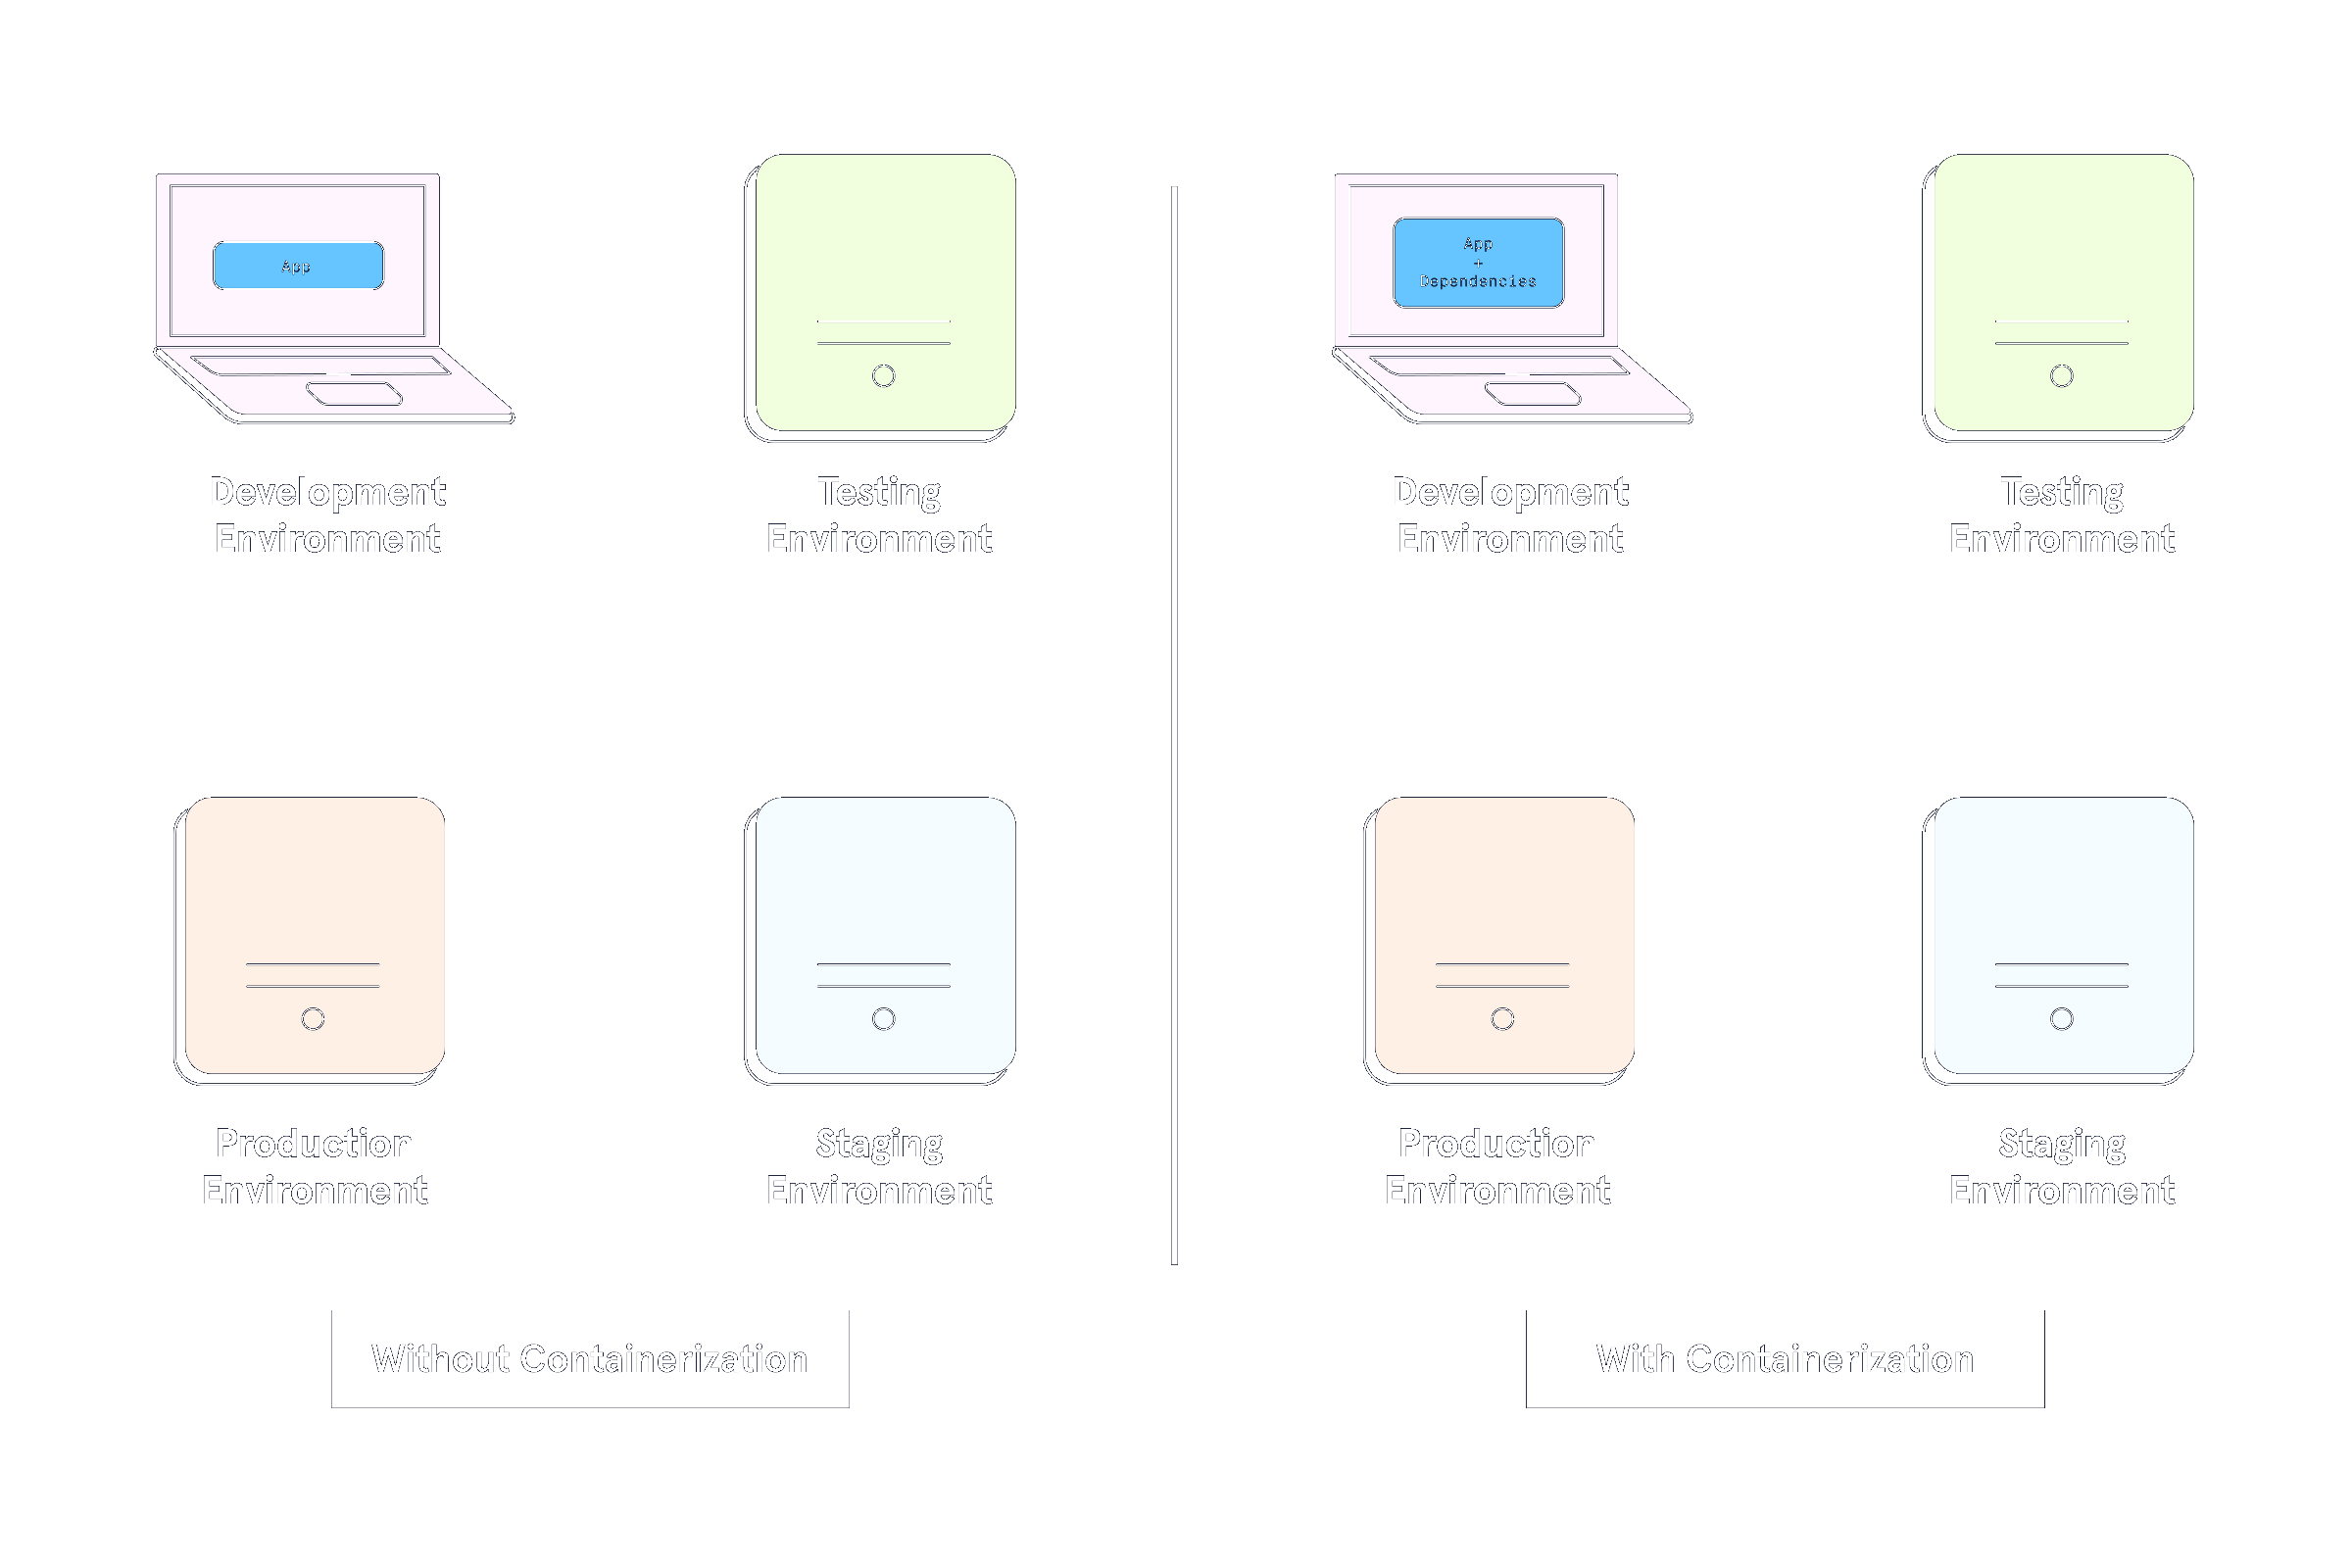 App
Development
Environment
Testing
Environment
Production
Environment
Staging
Environment
Without Containerization
App
+
Dependencies
Development
Environment
Testing
Environment
Production
Environment
Staging
Environment
With Containerization